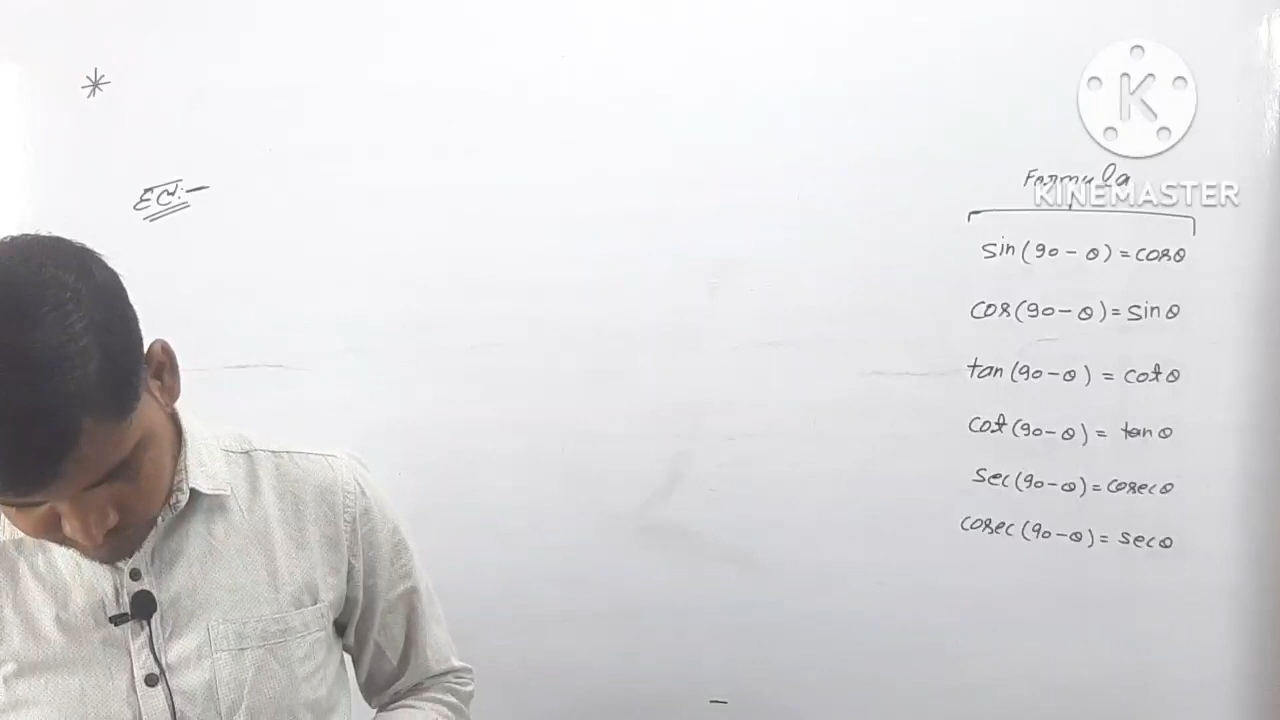 *
Formula
KINEMASTER
sin(90-θ)=cosθ
cos(90-θ)=sinθ
tan(90-θ)=cotθ
cot(90-θ)=tanθ
sec(90-θ)=cosecθ
cosec(90-θ)=secθ